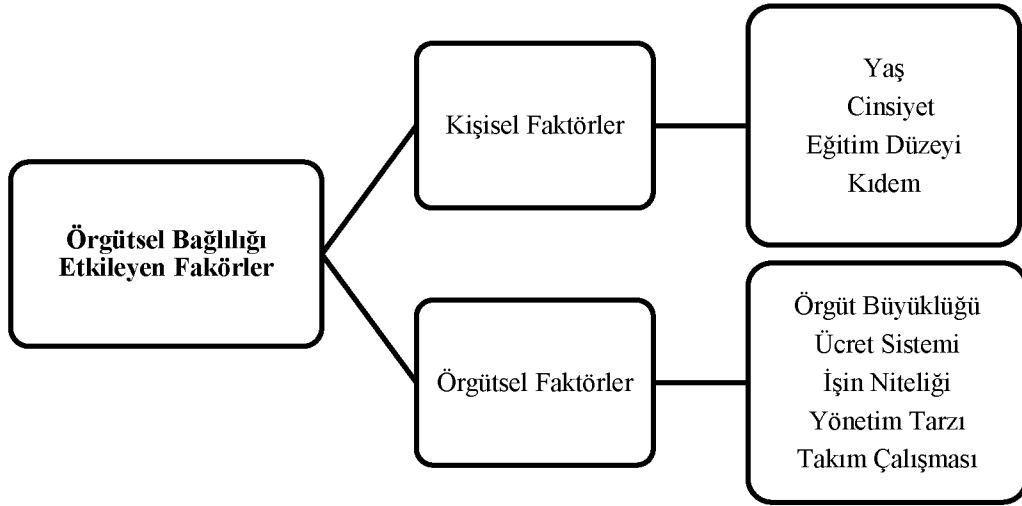 Örgütsel Bağlılığı
Etkileyen Fakörler
Kişisel Faktörler
Yaş
Cinsiyet
Eğitim Düzeyi
Kıdem
Örgütsel Faktörler
Örgüt Büyüklüğü
Ücret Sistemi
İşin Niteliği
Yönetim Tarzı
Takım Çalışması